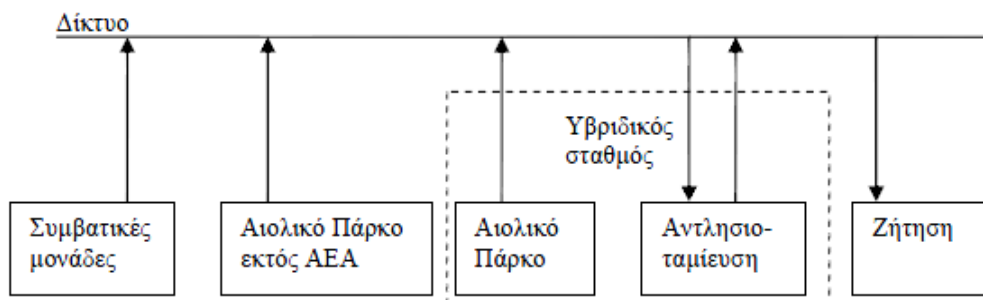 Δίκτυο
Υβριδικός
σταθμός
Συμβατικές
μονάδες
Αιολικό Πάρκο
εκτός ΑΕΑ
Αιολικό
Πάρκο
Αντλησιο-
ταμίευση
Ζήτηση